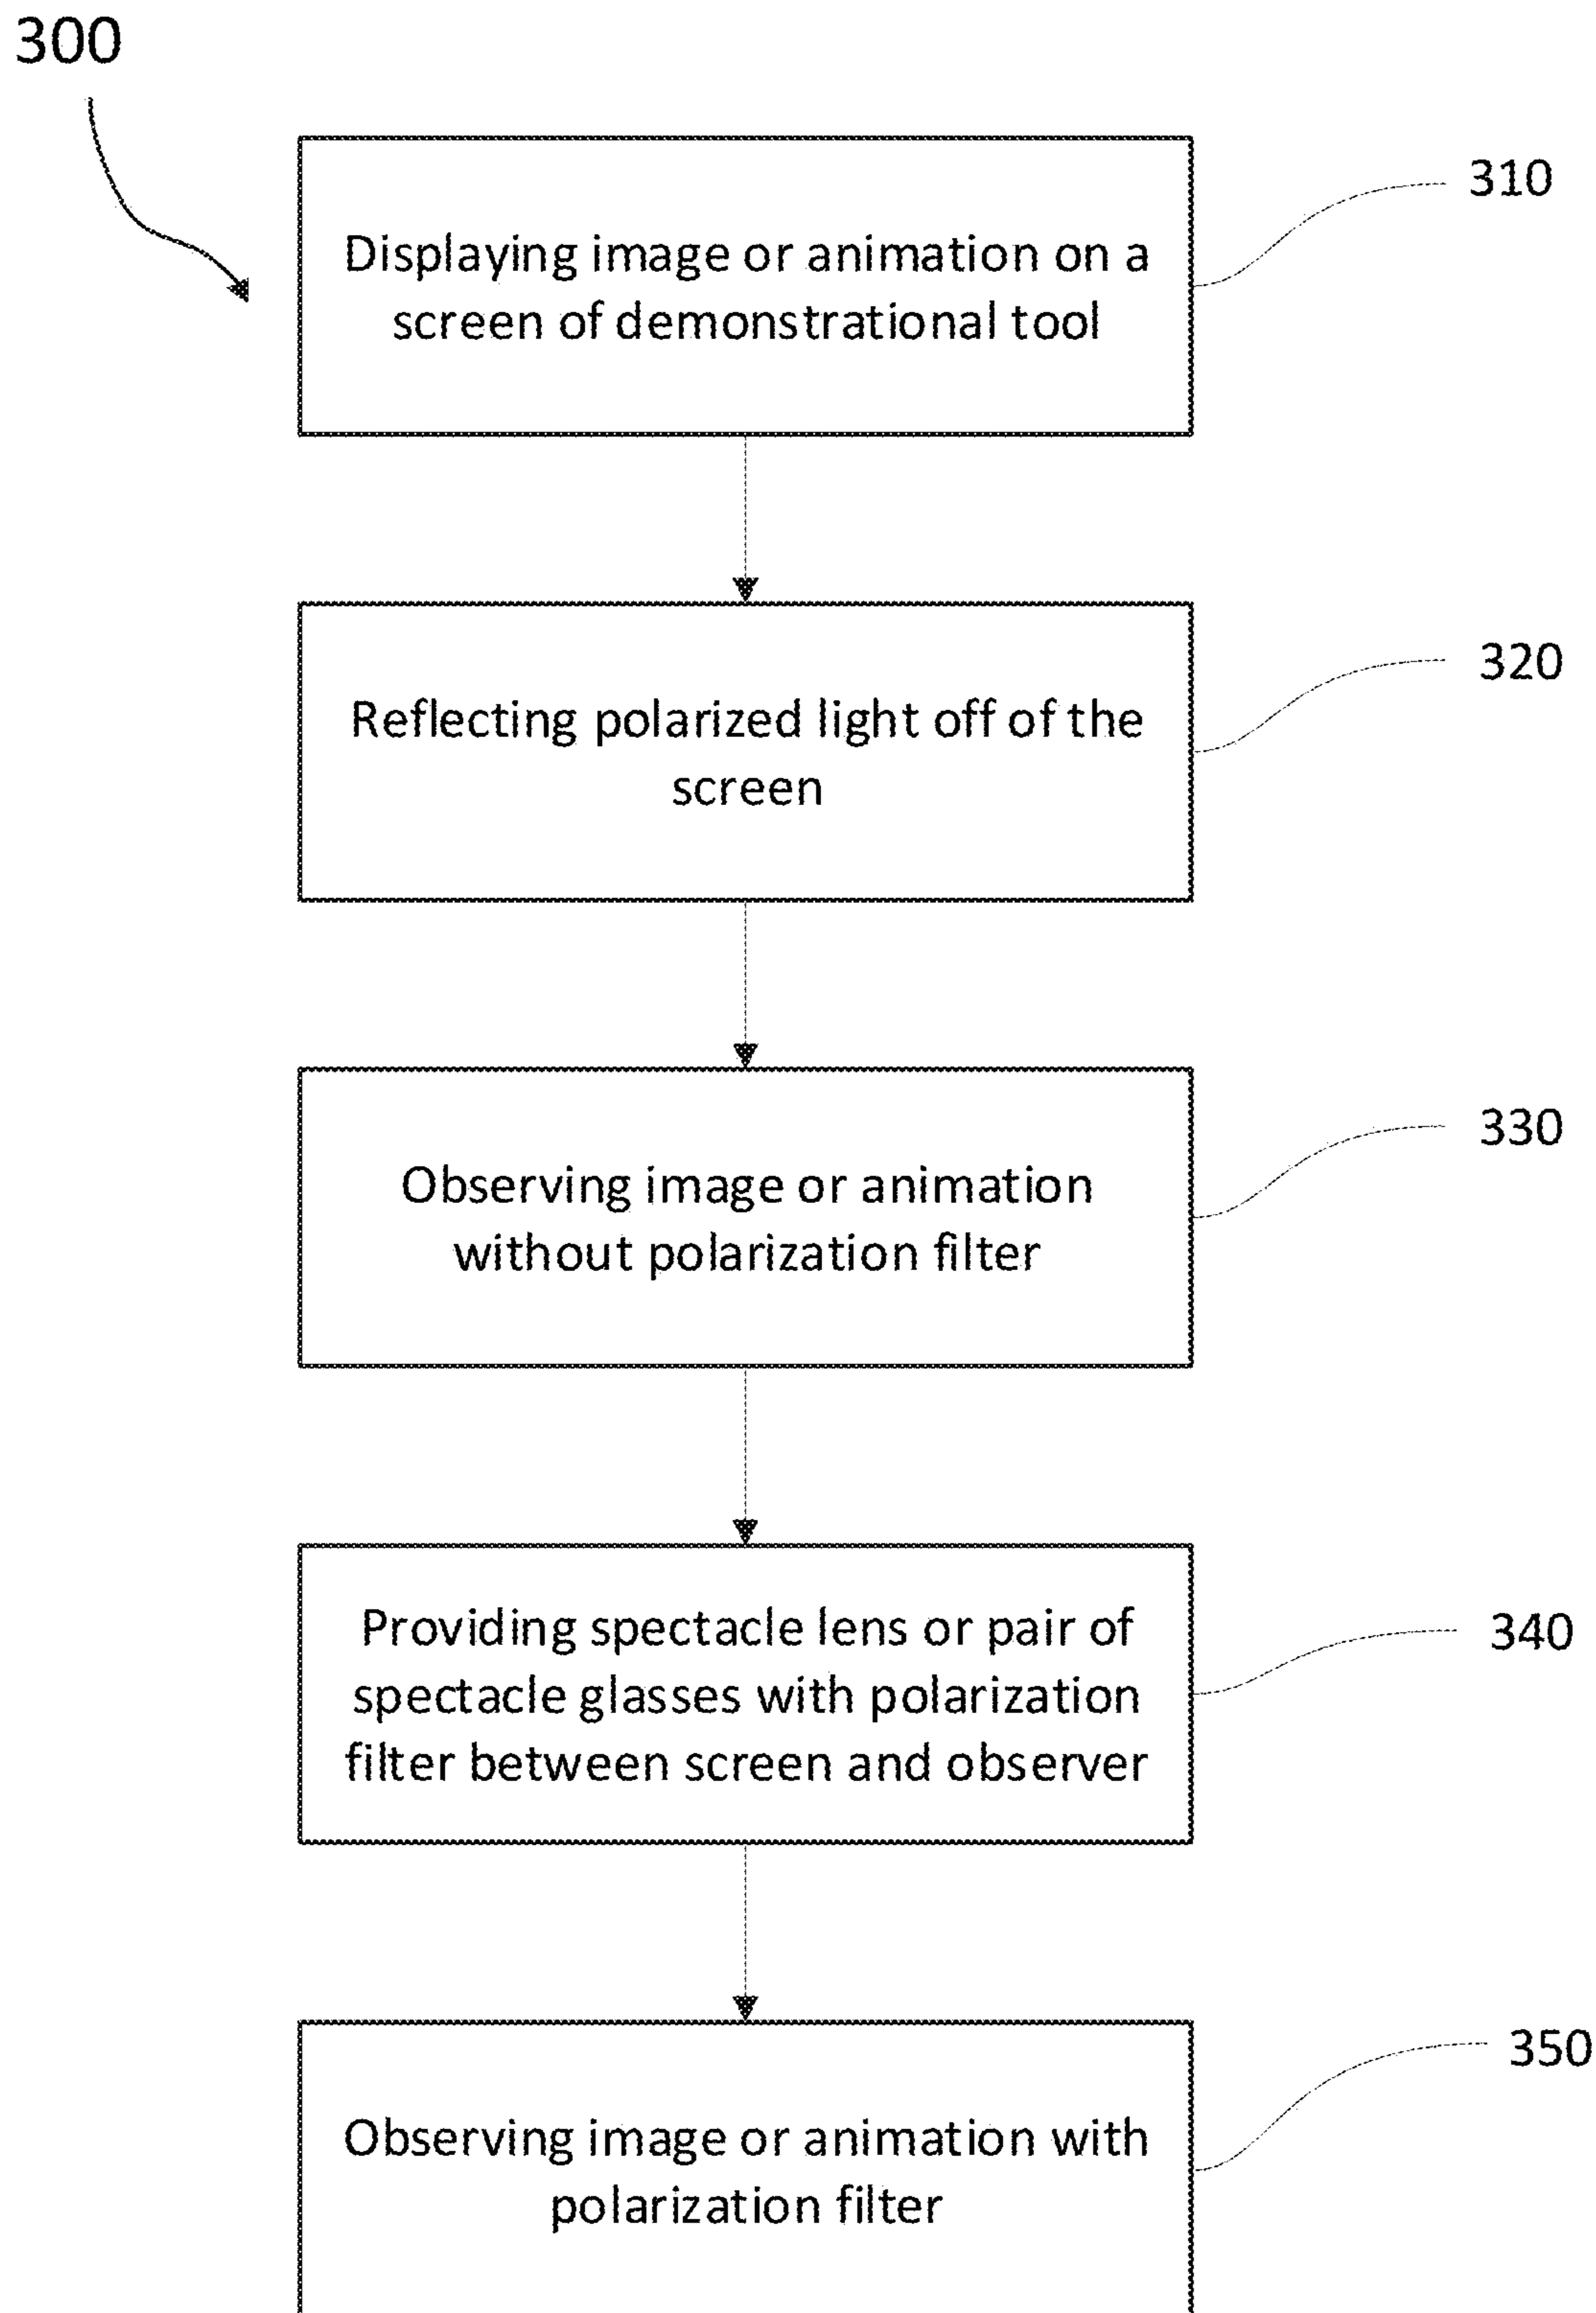 300
310
Displaying image or animation on a
screen of demonstrational tool
320
Reflecting polarized light off of the
screen
330
Observing image or animation
without polarization filter
340
Providing spectacle lens or pair of
spectacle glasses with polarization
filter between screen and observer
350
Observing image or animation with
polarization filter